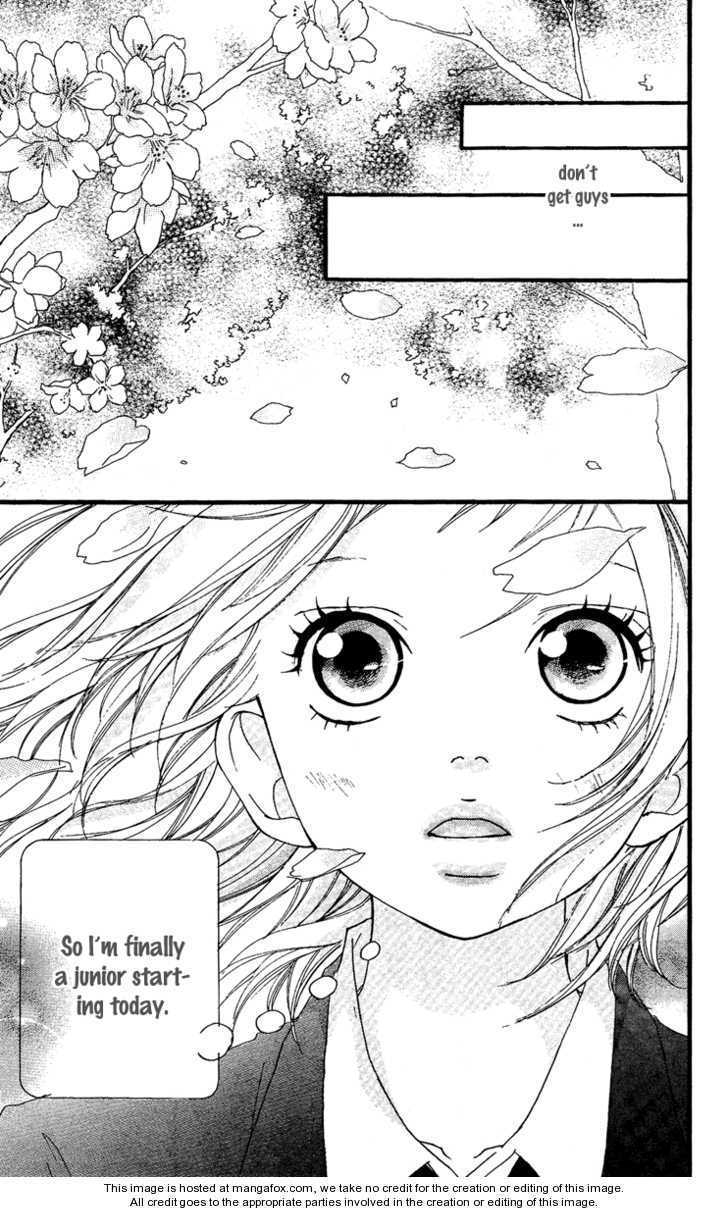 don't
get guys
...
So I'm finally
a junior start-
ing today.
This image is hosted at mangafox.com, we take no credit for the creation or editing of this image.
All credit goes to the appropriate parties involved in the creation or editing of this image.